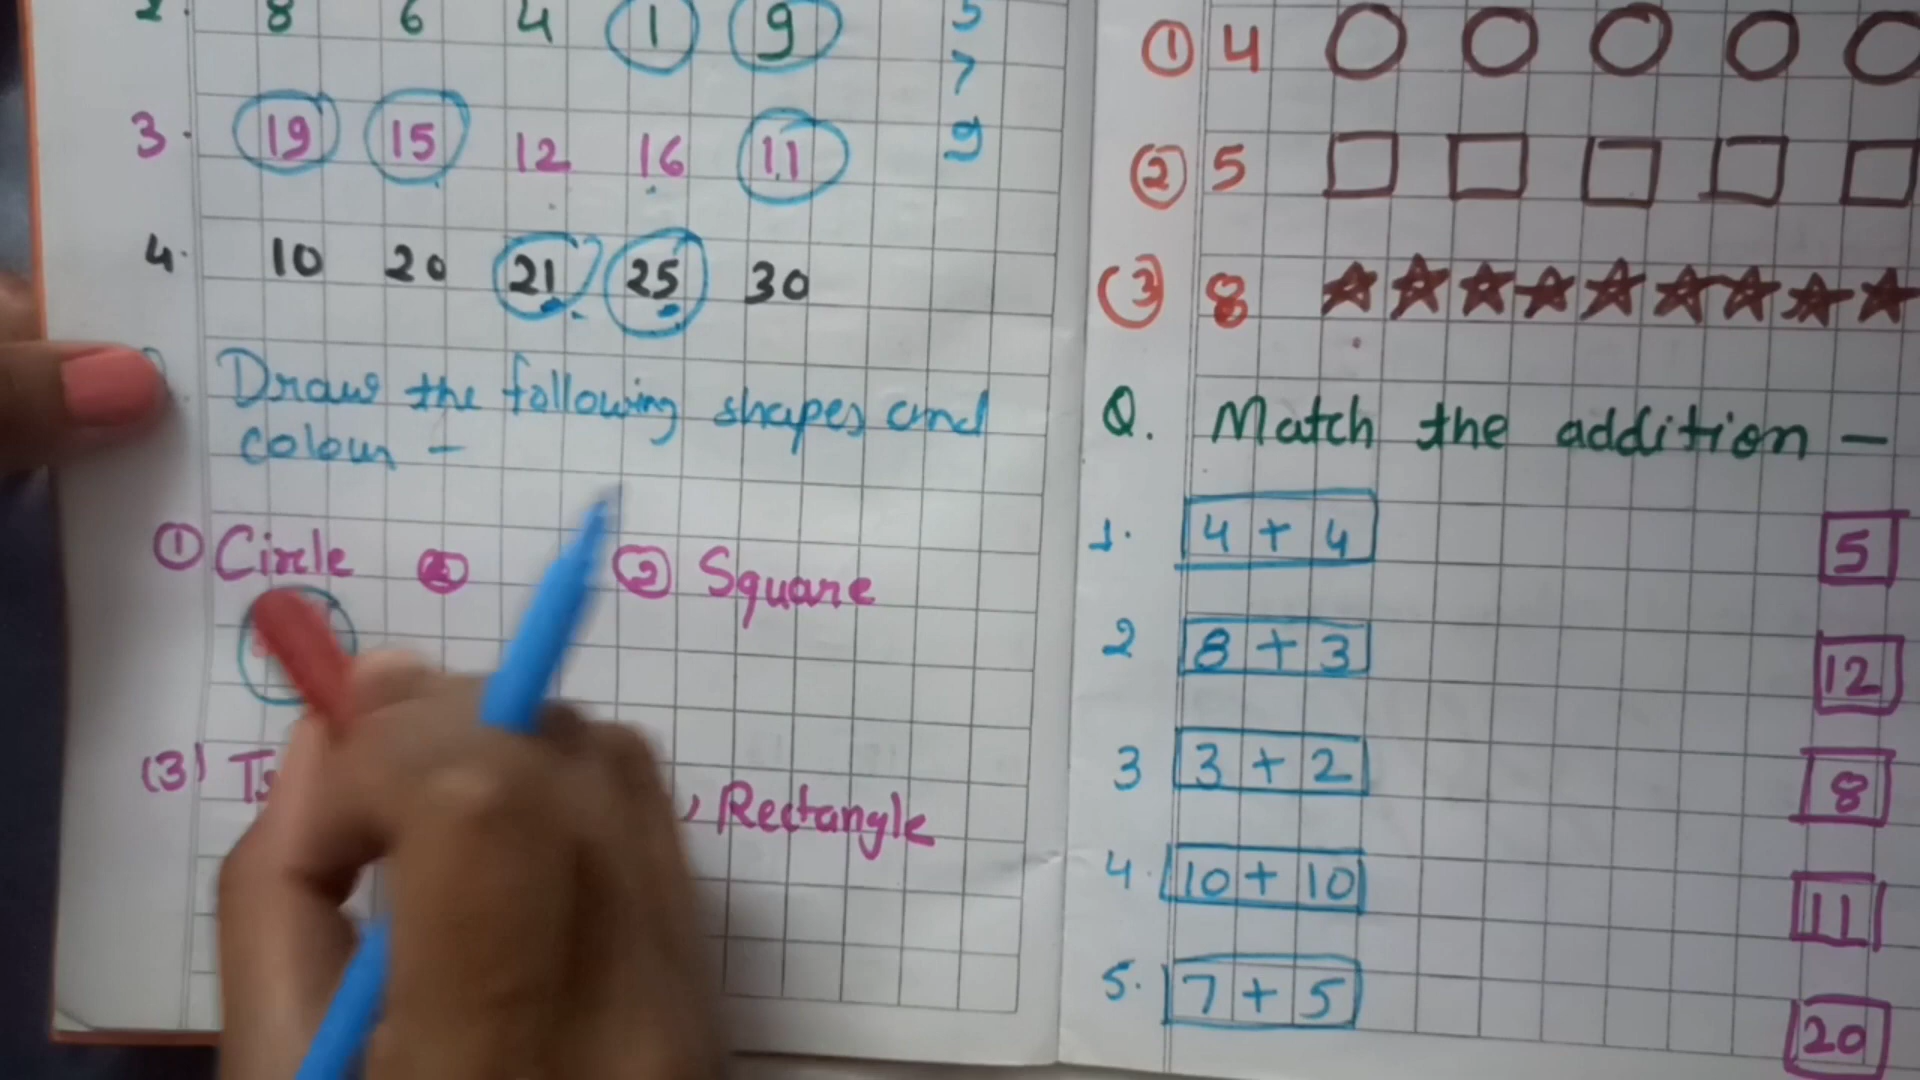 2. 8 6 4 1 9 5
7
3. 19 15 12 16 11 9
4. 10 20 21 25 30
Draw the following shapes and
colour -
① Circle ② Square
(3) , Rectangle
① 4
② 5
(3) 8
Q. Match the addition -
1. 4 + 4 5
2 8 + 3 12
3 3 + 2 8
4. 10 + 10 11
5. 7 + 5 20